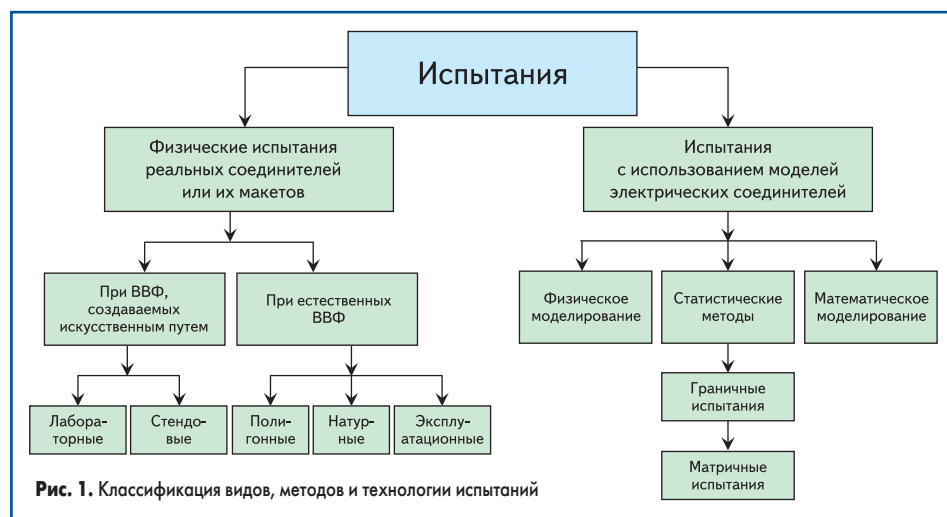 Испытания
Физические испытания
реальных соединителей
или их макетов
Испытания
с использованием моделей
электрических соединителей
При ВВФ,
создаваемых
искусственным путем
При естественных
ВВФ
Физическое
моделирование
Статистические
методы
Математическое
моделирование
Лабора-
торные
Стендо-
вые
Поли-
гонные
Натур-
ные
Эксплу-
атационные
Граничные
испытания
Матричные
испытания
Рис. 1. Классификация видов, методов и технологии испытаний